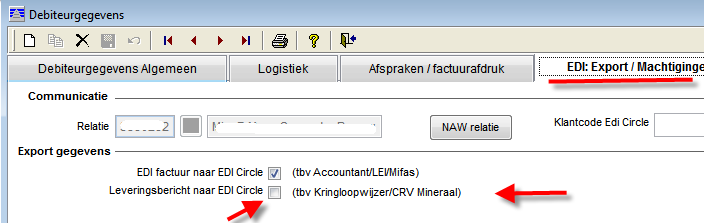 Debiteurgegevens
Debiteurgegevens Algemeen
Logistiek
Afspraken / factuurafdruk
EDI: Export / Machtiginge
Communicatie
Relatie
NAW relatie
Klantcode Edi Circle
Export gegevens
EDI factuur naar EDI Circle (tbv Accountant/LEI/Mifas)
Leveringsbericht naar EDI Circle (tbv Kringloopwijzer/CRV Mineraal)